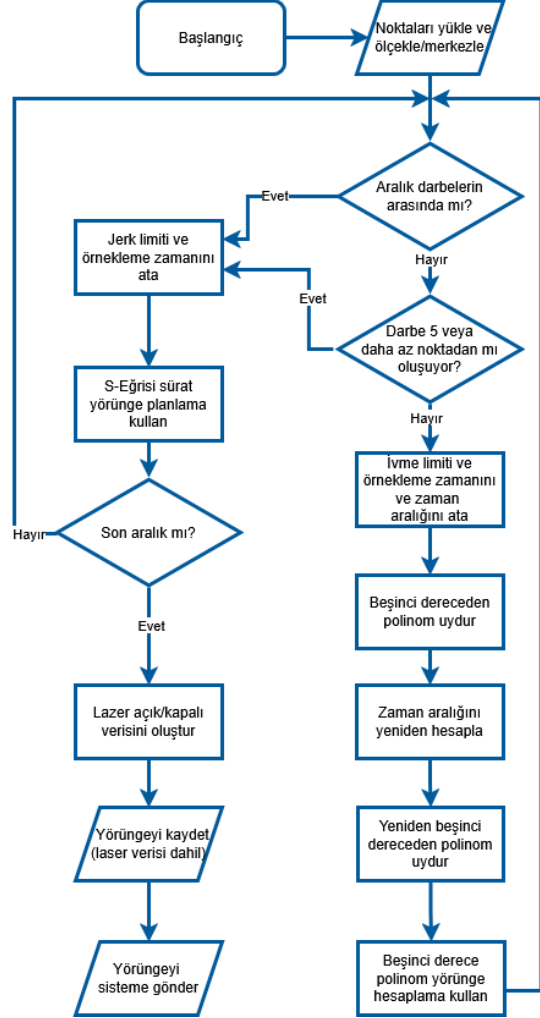 Başlangıç
Noktaları yükle ve
ölçekle/merkezle
Aralık darbelerin
arasında mı?
Evet
Hayır
Jerk limiti ve
örnekleme zamanını
ata
Evet
Darbe 5 veya
daha az noktadan mı
oluşuyor?
Hayır
S-Eğrisi sürat
yörünge planlama
kullan
İvme limiti ve
örnekleme zamanını
ve zaman
aralığını ata
Son aralık mı?
Hayır
Evet
Beşinci dereceden
polinom uydur
Lazer açık/kapalı
verisini oluştur
Zaman aralığını
yeniden hesapla
Yörüngeyi kaydet
(laser verisi dahil)
Yeniden beşinci
dereceden polinom
uydur
Yörüngeyi
sisteme gönder
Beşinci derece
polinom yörünge
hesaplama kullan